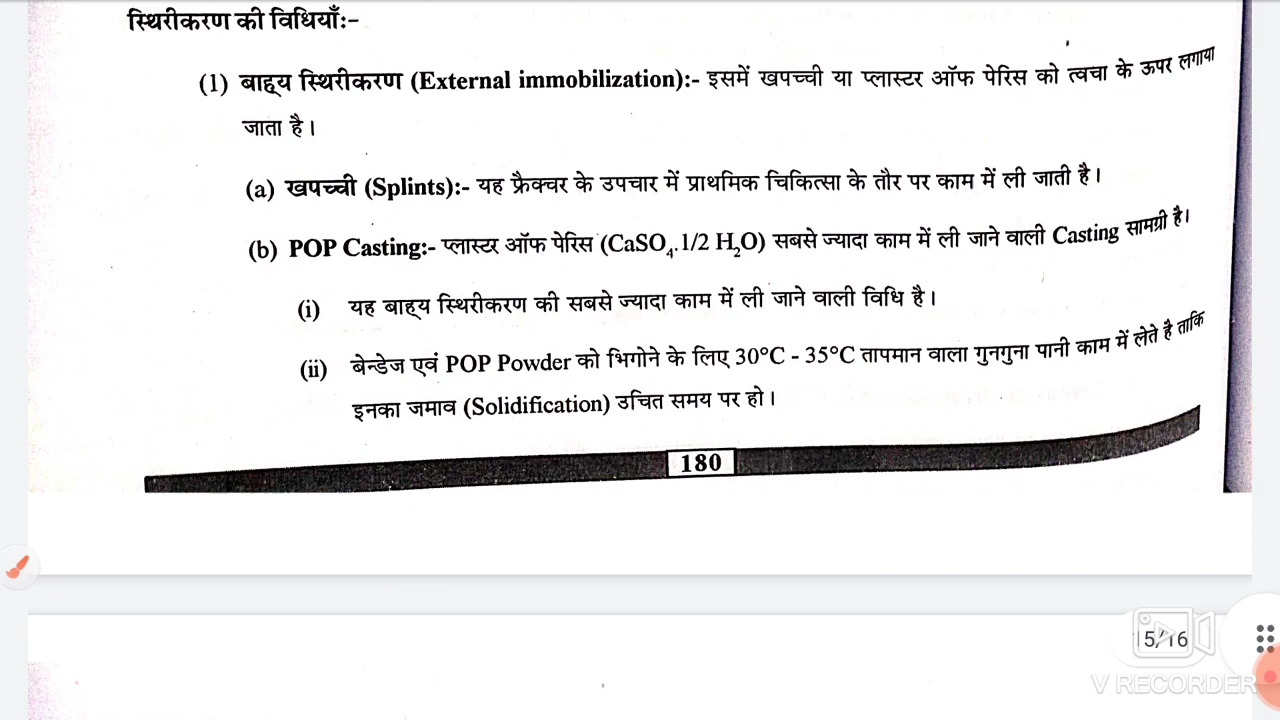 स्थिरीकरण की विधियाँ:-
(1) बाह्य स्थिरीकरण (External immobilization):- इसमें खपच्ची या प्लास्टर ऑफ पेरिस को त्वचा के ऊपर लगाया
जाता है।
(a) खपच्ची (Splints):- यह फ्रैक्चर के उपचार में प्राथमिक चिकित्सा के तौर पर काम में ली जाती है।
(b) POP Casting:- प्लास्टर ऑफ पेरिस (CaSO₄.1/2 H₂O) सबसे ज्यादा काम में ली जाने वाली Casting सामग्री है।
(i) यह बाह्य स्थिरीकरण की सबसे ज्यादा काम में ली जाने वाली विधि है।
(ii) बेन्डेज एवं POP Powder को भिगोने के लिए 30°C - 35°C तापमान वाला गुनगुना पानी काम में लेते है ताकि
इनका जमाव (Solidification) उचित समय पर हो।
180
15/16
V RECORDER